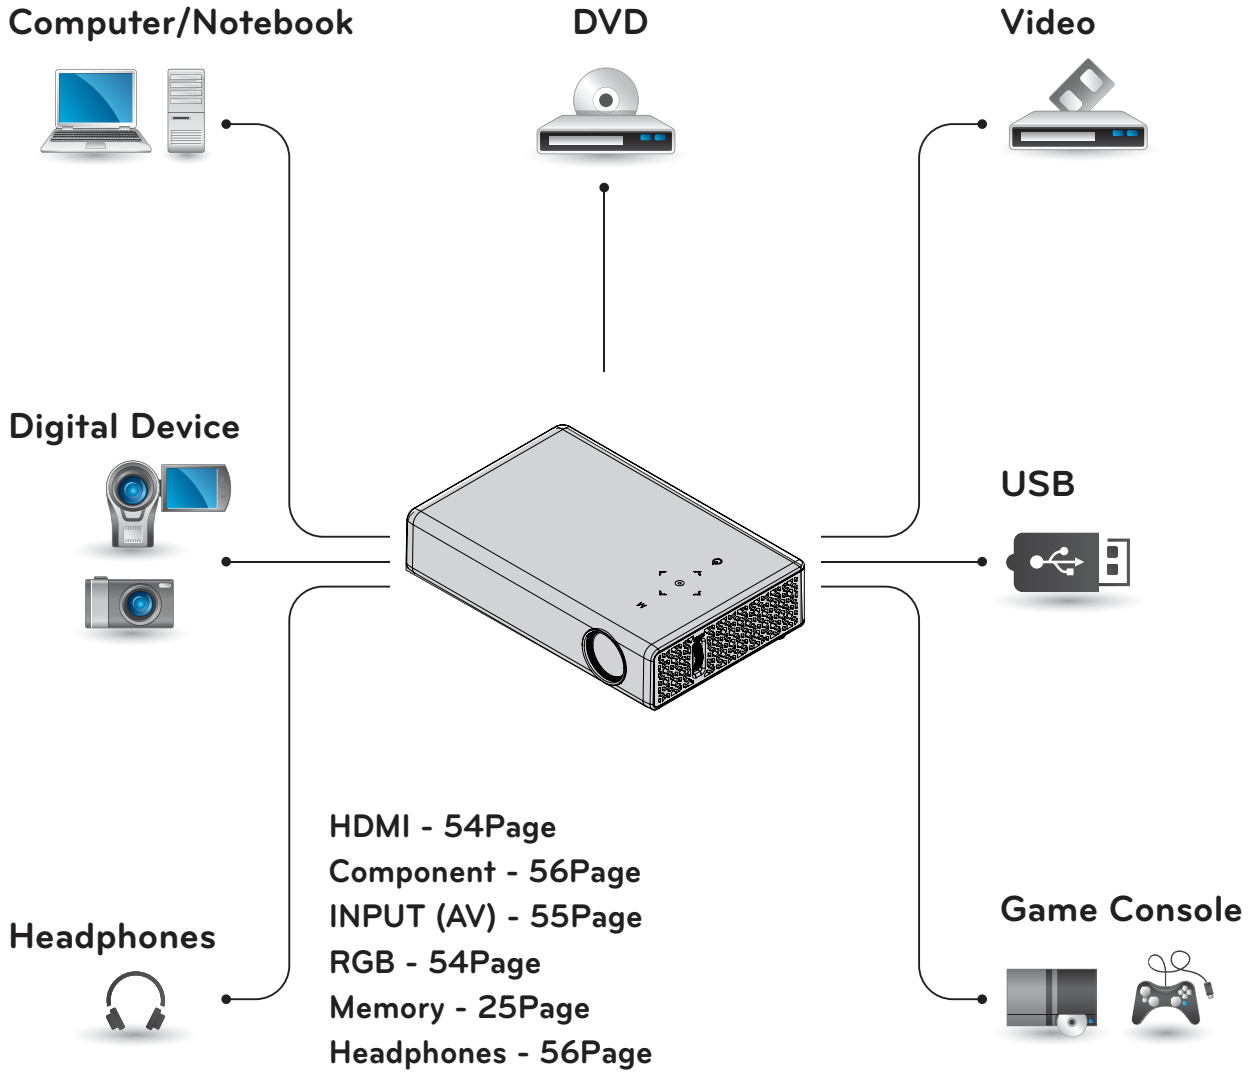 Computer/Notebook
DVD
Video
Digital Device
USB
M
HDMI - 54Page
Component - 56Page
INPUT (AV) - 55Page
RGB - 54Page
Memory - 25Page
Headphones - 56Page
Headphones
Game Console